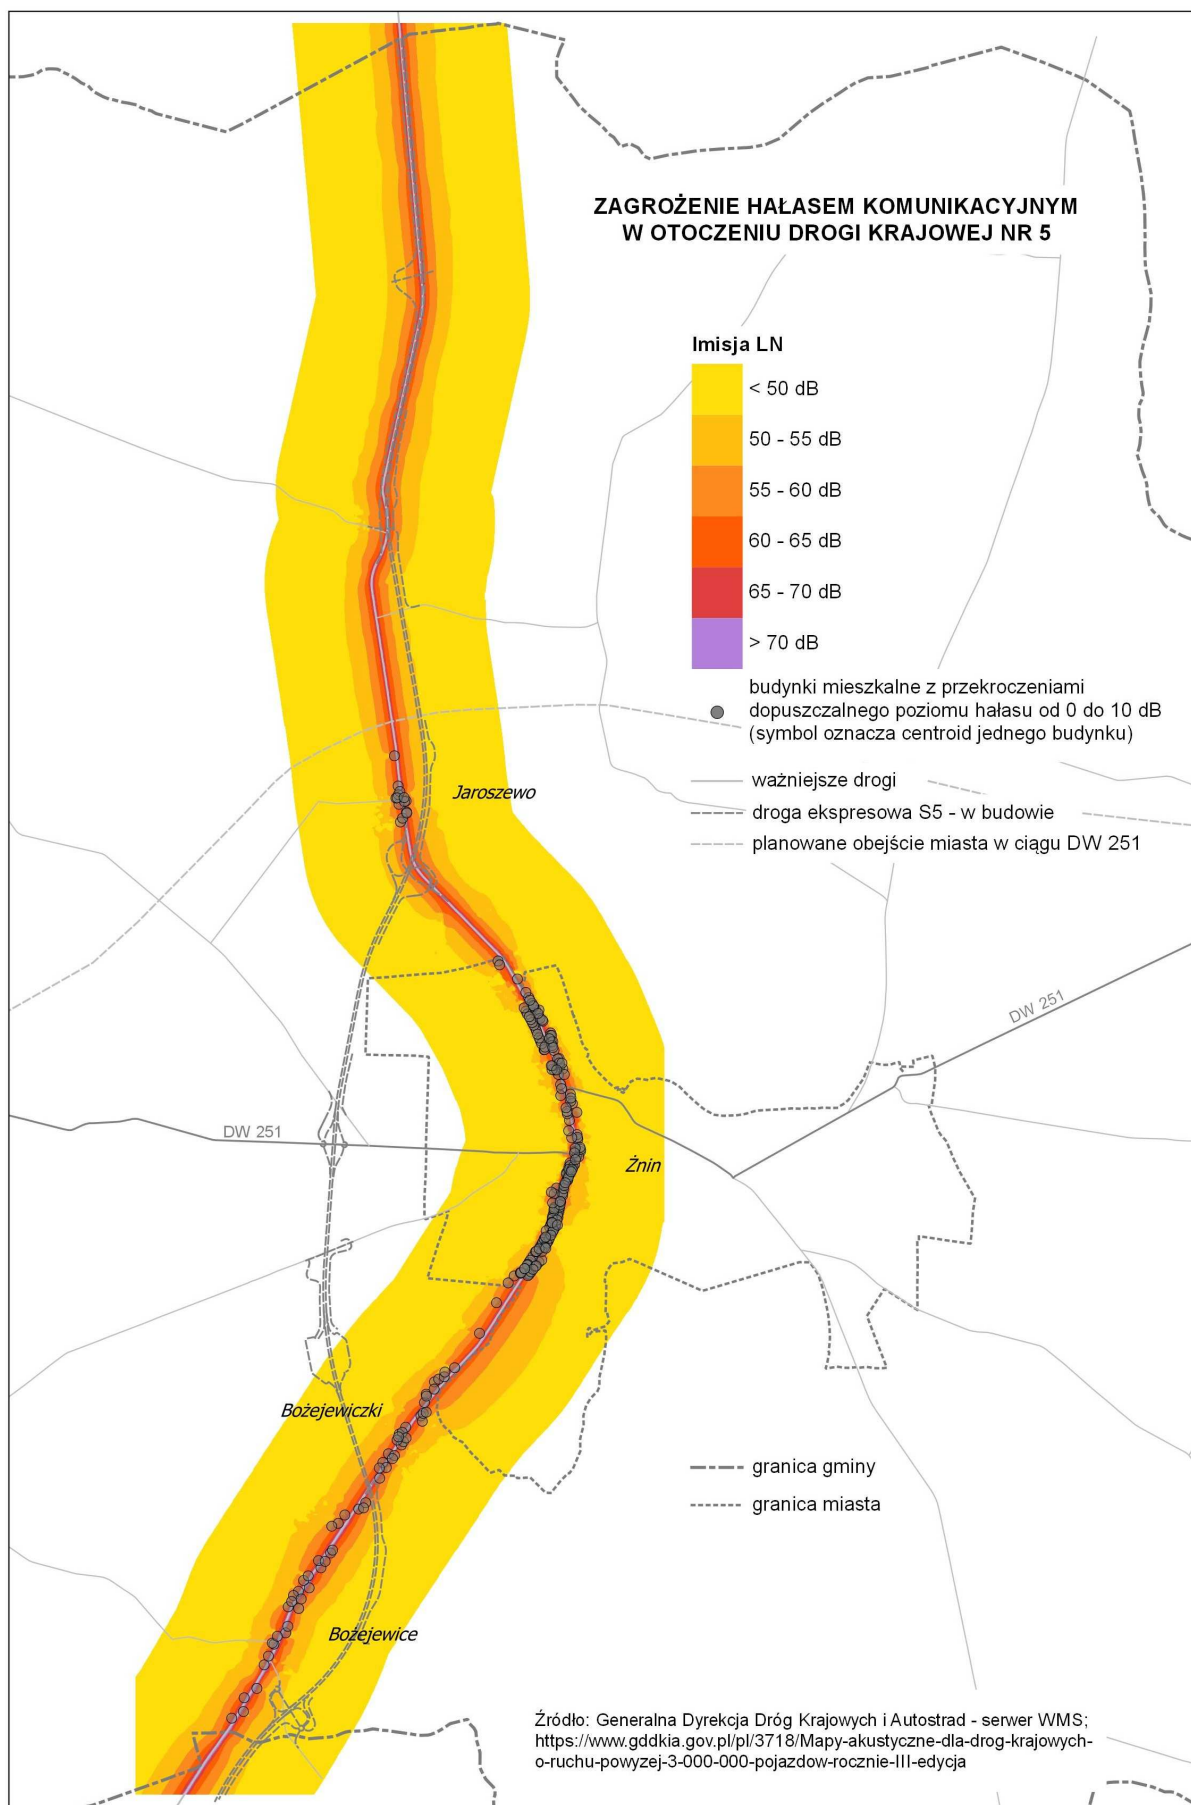 ZAGROŻENIE HAŁASEM KOMUNIKACYJNYM
W OTOCZENIU DROGI KRAJOWEJ NR 5
Imisja LN
< 50 dB
50 - 55 dB
55 - 60 dB
60 - 65 dB
65 - 70 dB
> 70 dB
budynki mieszkalne z przekroczeniami
dopuszczalnego poziomu hałasu od 0 do 10 dB
(symbol oznacza centroid jednego budynku)
ważniejsze drogi
droga ekspresowa S5 - w budowie
planowane obejście miasta w ciągu DW 251
Jaroszewo
DW 251
DW 251
Żnin
Bożejewiczki
granica gminy
granica miasta
Bożejewice
Źródło: Generalna Dyrekcja Dróg Krajowych i Autostrad - serwer WMS;
https://www.gddkia.gov.pl/pl/3718/Mapy-akustyczne-dla-drog-krajowych-
o-ruchu-powyzej-3-000-000-pojazdow-rocznie-III-edycja